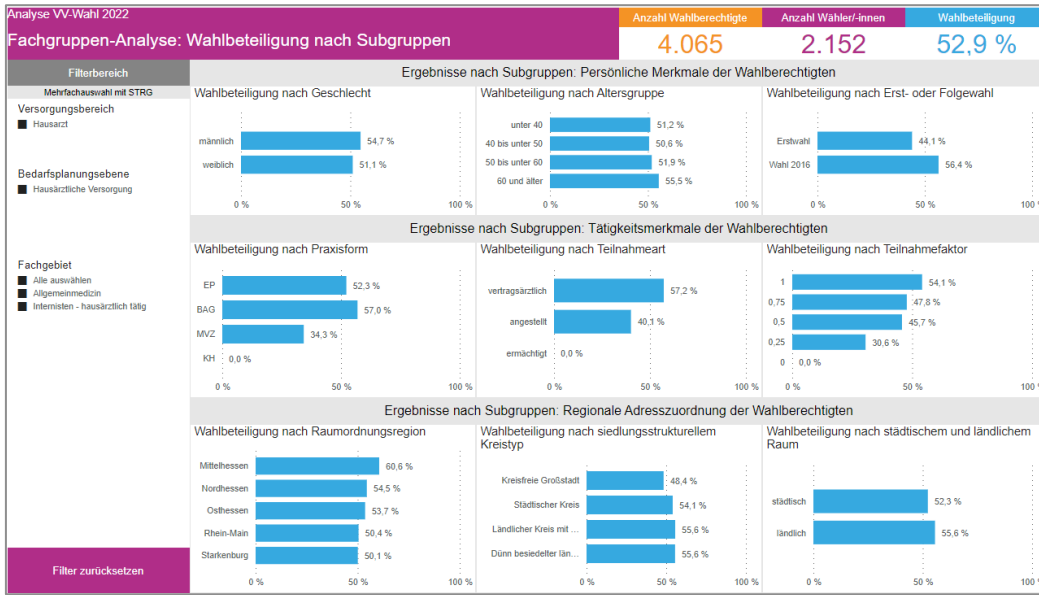 Analyse VV-Wahl 2022
Fachgruppen-Analyse: Wahlbeteiligung nach Subgruppen
Anzahl Wahlberechtigte
4.065
Anzahl Wähler/-innen
2.152
Wahlbeteiligung
52,9 %
Filterbereich
Mehrfachauswahl mit STRG
Versorgungsbereich
Hausarzt
Bedarfsplanungsebene
Hausärztliche Versorgung
Fachgebiet
Alle auswählen
Allgemeinmedizin
Internisten - hausärztlich tätig
Filter zurücksetzen
Ergebnisse nach Subgruppen: Persönliche Merkmale der Wahlberechtigten
Wahlbeteiligung nach Geschlecht
männlich 54,7 %
weiblich 51,1 %
0 % 50 % 100 %
Wahlbeteiligung nach Altersgruppe
unter 40 51,2 %
40 bis unter 50 50,6 %
50 bis unter 60 51,9 %
60 und älter 55,5 %
0 % 50 % 100 %
Wahlbeteiligung nach Erst- oder Folgewahl
Erstwahl 44,1 %
Wahl 2016 56,4 %
0 % 50 % 100
Ergebnisse nach Subgruppen: Tätigkeitsmerkmale der Wahlberechtigten
Wahlbeteiligung nach Praxisform
EP 52,3 %
BAG 57,0 %
MVZ 34,3 %
KH 0,0 %
0 % 50 % 100 %
Wahlbeteiligung nach Teilnahmeart
vertragsärztlich 57,2 %
angestellt 40,1 %
ermächtigt 0,0 %
0 % 50 % 100 %
Wahlbeteiligung nach Teilnahmefaktor
1 54,1 %
0,75 47,8 %
0,5 45,7 %
0,25 30,6 %
0 0,0 %
0 % 50 % 100
Ergebnisse nach Subgruppen: Regionale Adresszuordnung der Wahlberechtigten
Wahlbeteiligung nach Raumordnungsregion
Mittelhessen 60,6 %
Nordhessen 54,5 %
Osthessen 53,7 %
Rhein-Main 50,4 %
Starkenburg 50,1 %
0 % 50 % 100 %
Wahlbeteiligung nach siedlungsstrukturellem
Kreistyp
Kreisfreie Großstadt 48,4 %
Städtischer Kreis 54,1 %
Ländlicher Kreis mit ... 55,6 %
Dünn besiedelter län... 55,6 %
0 % 50 % 100 %
Wahlbeteiligung nach städtischem und ländlichem
Raum
städtisch 52,3 %
ländlich 55,6 %
0 % 50 % 100